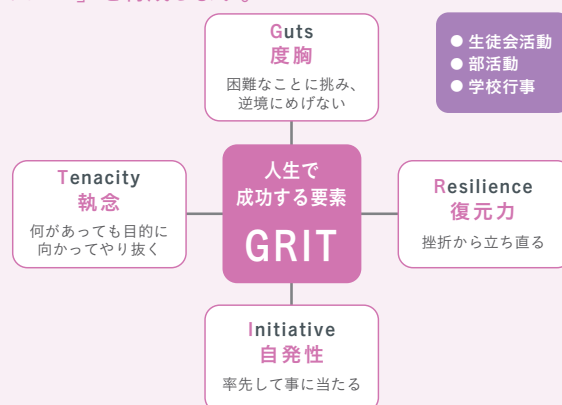 Guts
度胸
困難なことに挑み、
逆境にめげない
● 生徒会活動
● 部活動
● 学校行事
Tenacity
執念
何があっても目的に
向かってやり抜く
人生で
成功する要素
GRIT
Resilience
復元力
挫折から立ち直る
Initiative
自発性
率先して事に当たる